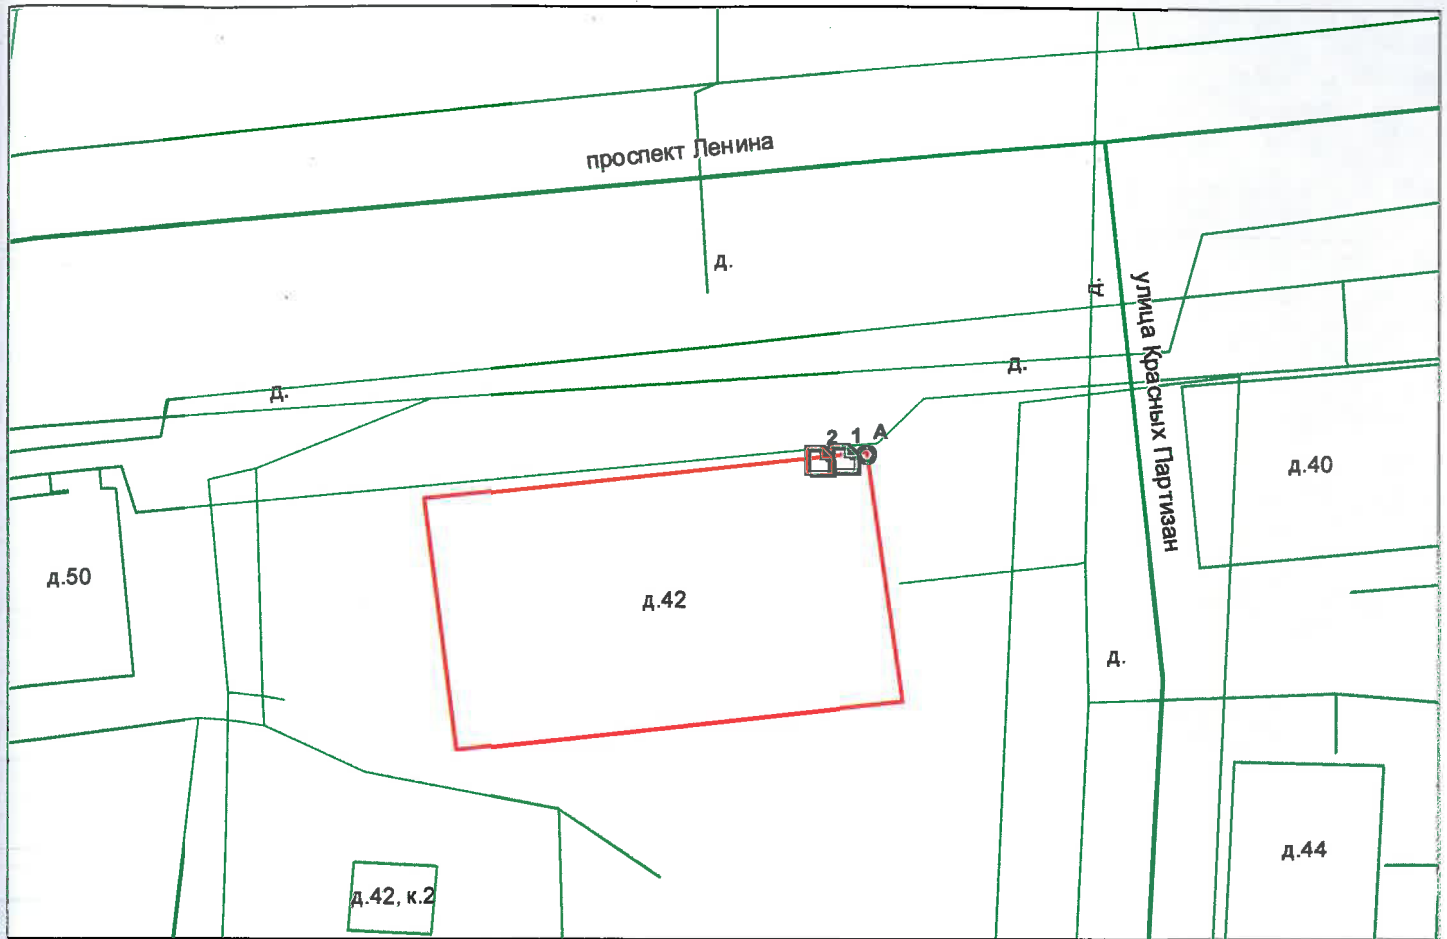 проспект Ленина
д.
д.
улица Красных Партизан
д.
д.
2 1 А
д.40
д.50
д.42
д.
д.44
д.42, к.2